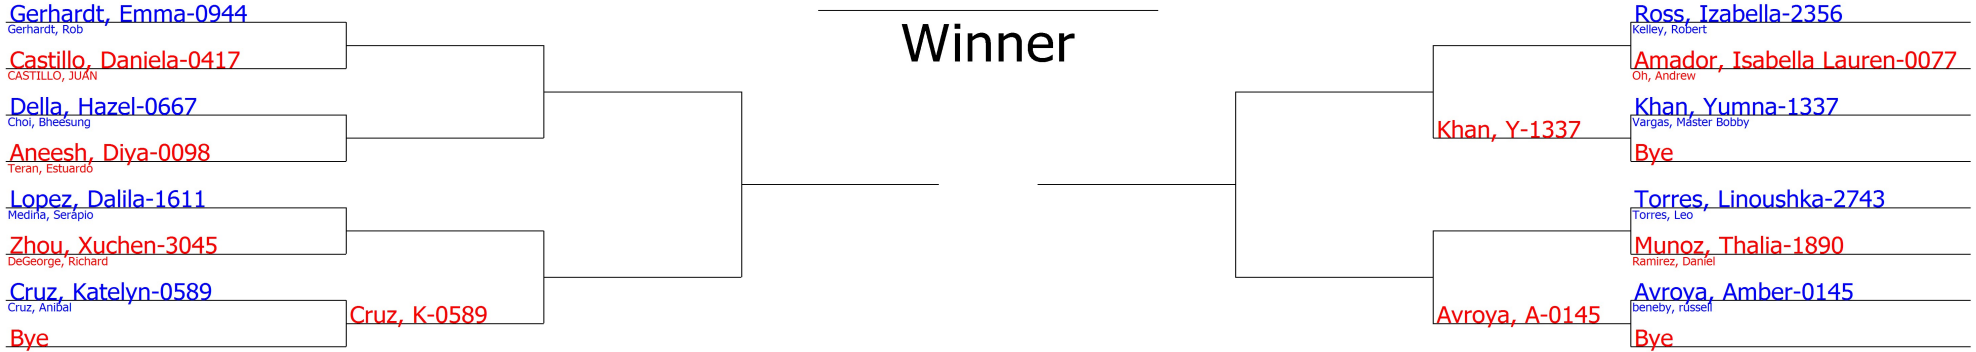 Gerhardt, Emma-0944
Gerhardt, Rob
Castillo, Daniela-0417
CASTILLO, JUAN
Della, Hazel-0667
Choi, Bheesung
Aneesh, Diya-0098
Teran, Estuardo
Lopez, Dalila-1611
Medina, Serapio
Zhou, Xuchen-3045
DeGeorge, Richard
Cruz, Katelyn-0589
Cruz, Anibal
Bye
Cruz, K-0589
Winner
Khan, Y-1337
Avroya, A-0145
Ross, Izabella-2356
Kelley, Robert
Amador, Isabella Lauren-0077
Oh, Andrew
Khan, Yumna-1337
Vargas, Master Bobby
Bye
Torres, Linoushka-2743
Torres, Leo
Munoz, Thalia-1890
Ramirez, Daniel
Avroya, Amber-0145
beneby, russell
Bye